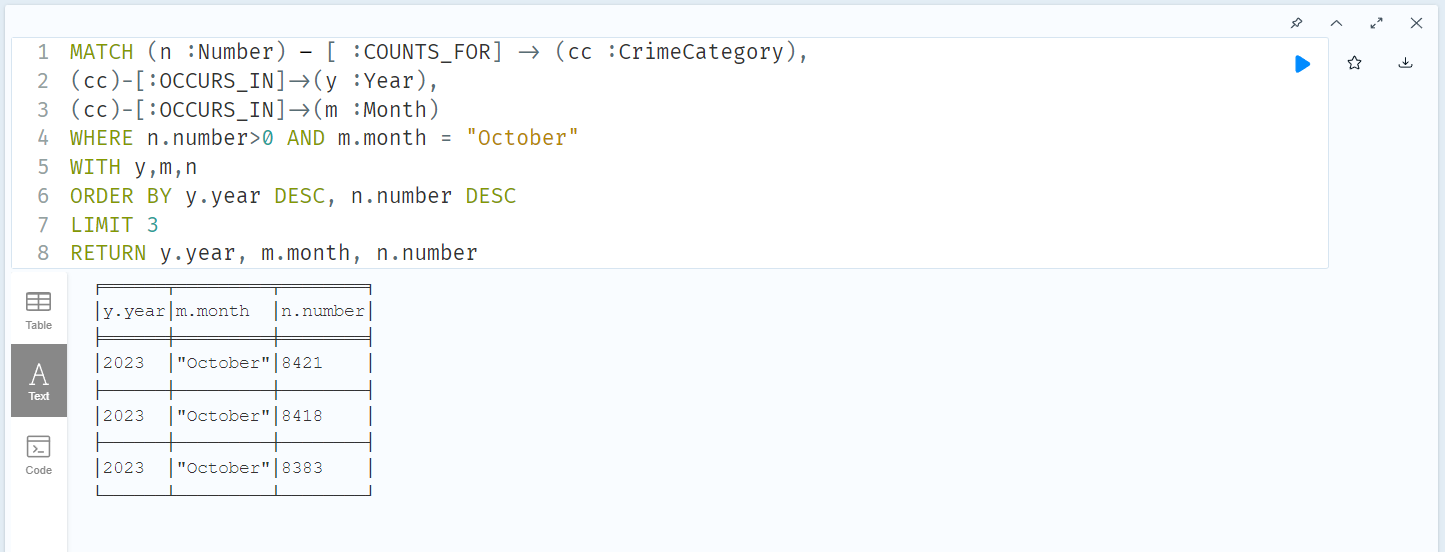 1 MATCH (n :Number) - [ :COUNTS_FOR] -> (cc :CrimeCategory),
2 (cc)-[:OCCURS_IN]->(y :Year),
3 (cc)-[:OCCURS_IN]->(m :Month)
4 WHERE n.number>0 AND m.month = "October"
5 WITH y,m,n
6 ORDER BY y.year DESC, n.number DESC
7 LIMIT 3
8 RETURN y.year, m.month, n.number
Table
A
Text
Code
y.year m.month n.number
2023 "October" 8421
2023 "October" 8418
2023 "October" 8383